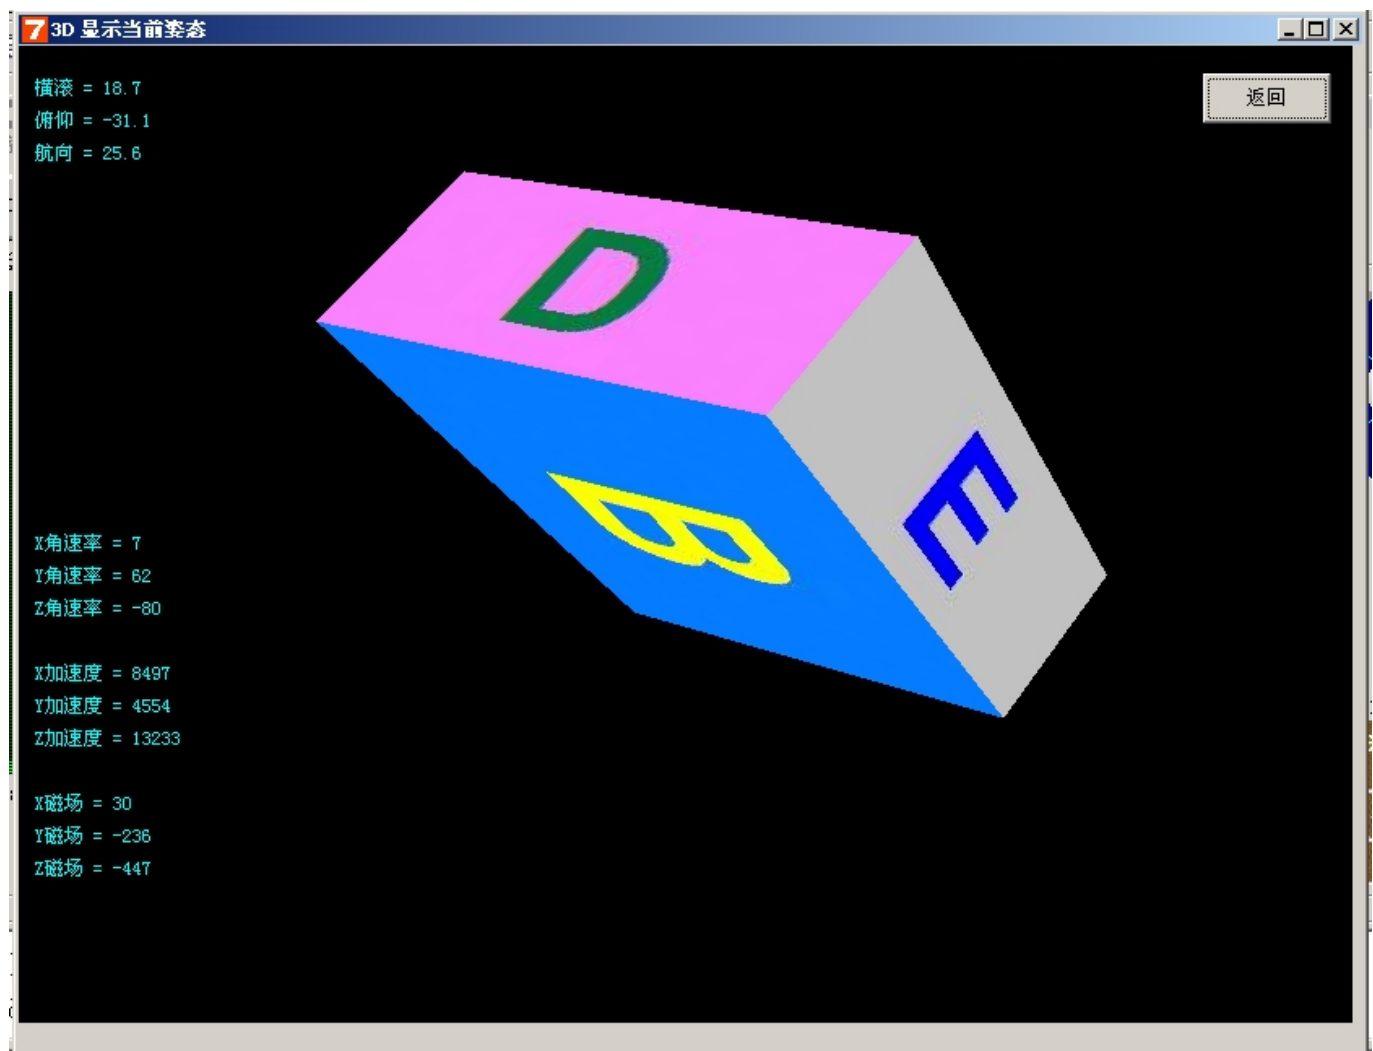 7 3D 显示当前姿态
横滚 = 18.7
返回
俯仰 = -31.1
航向 = 25.6
D
B
E
X角速率 = 7
Y角速率 = 62
Z角速率 = -80
X加速度 = 8497
Y加速度 = 4554
Z加速度 = 13233
X磁场 = 30
Y磁场 = -236
Z磁场 = -447